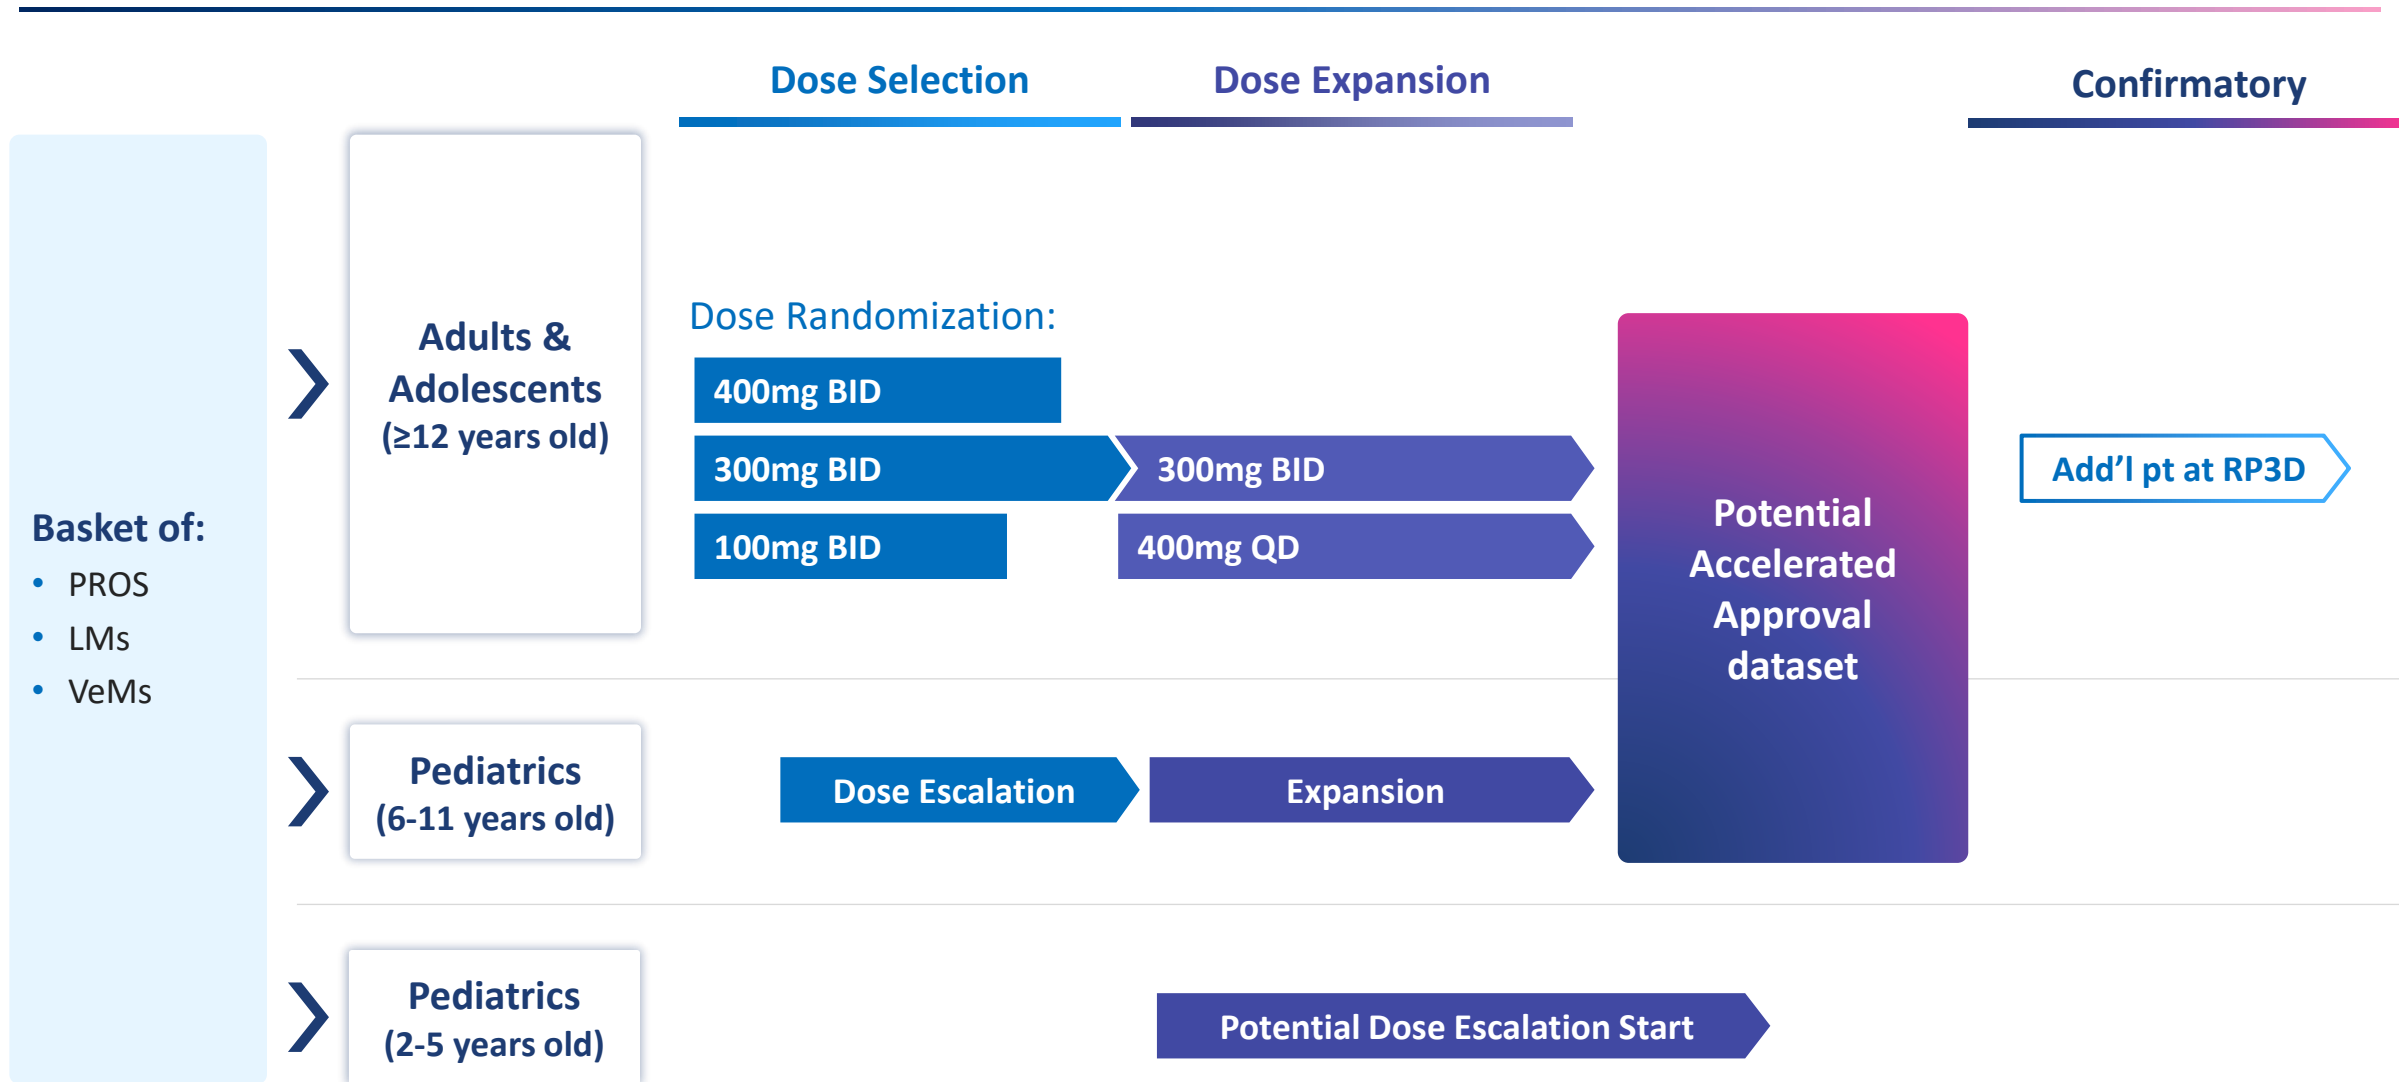 Dose Selection
Dose Expansion
Confirmatory
Basket of:
• PROS
• LMs
• VeMs
Adults &
Adolescents
(≥12 years old)
Dose Randomization:
400mg BID
300mg BID
300mg BID
100mg BID
400mg QD
Potential
Accelerated
Approval
dataset
Add’l pt at RP3D
Pediatrics
(6-11 years old)
Dose Escalation
Expansion
Pediatrics
(2-5 years old)
Potential Dose Escalation Start